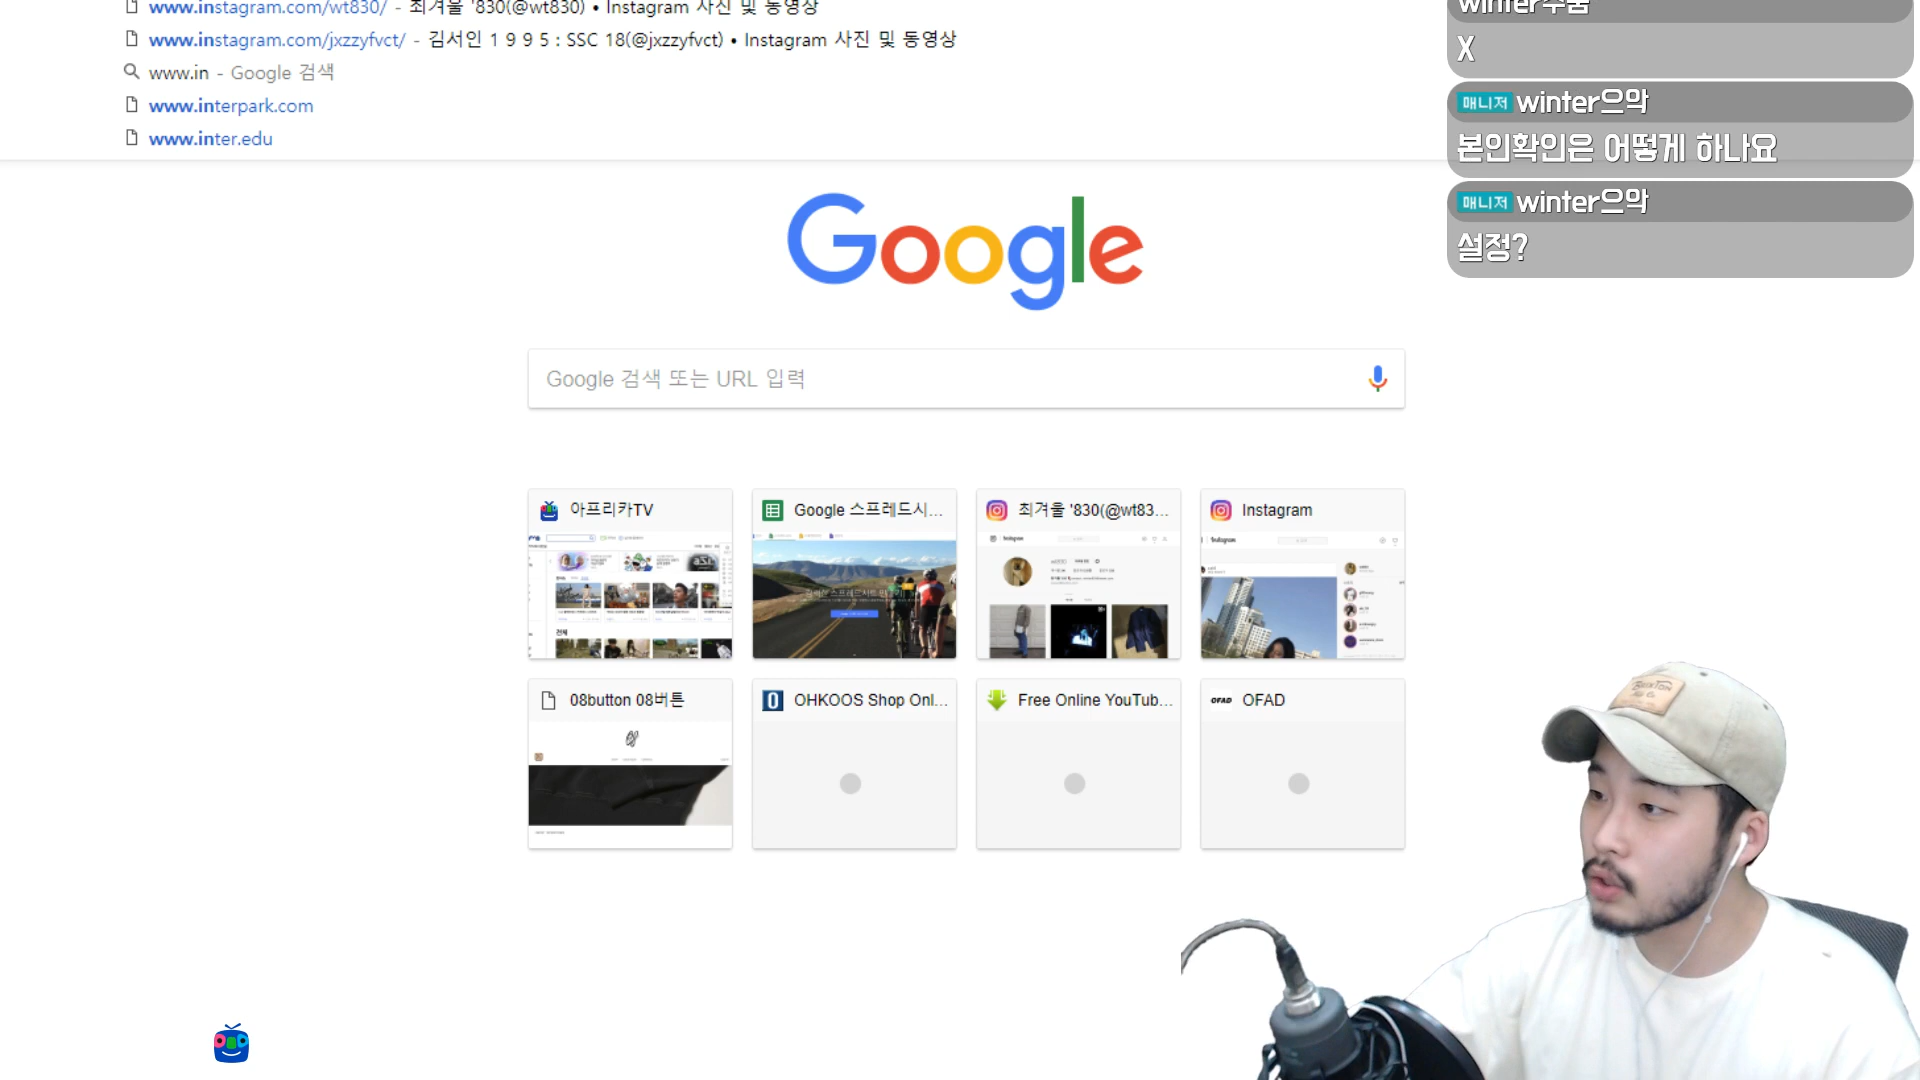 www.instagram.com/wt830/ - 최겨울 '830(@wt830) • Instagram 사진 및 동영상
www.instagram.com/jxzzyfvct/ - 김서인 1 9 9 5 : SSC 18(@jxzzyfvct) • Instagram 사진 및 동영상
www.in - Google 검색
www.interpark.com
www.inter.edu
X
매니저 winter으악
본인확인은 어떻게 하나요
매니저 winter으악
설정?
Google
Google 검색 또는 URL 입력
아프리카TV
Google 스프레드시...
최겨울 '830(@wt83...
Instagram
Instagram
Instagram
08button 08버튼
OHKOOS Shop Onl...
Free Online YouTub...
OFAD OFAD
BRIXTON